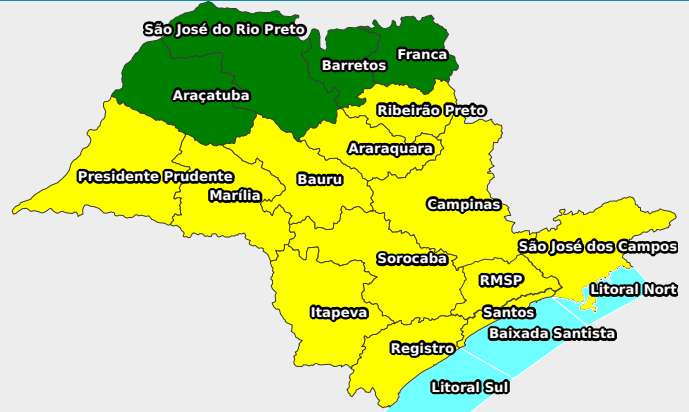 São José do Rio Preto
Franca
Barretos
Araçatuba
Ribeirão Preto
Araraquara
Presidente Prudente
Bauru
Marília
Campinas
São José dos Campos
Sorocaba
RMSP
Litoral Nort
Itapeva
Santos
Baixada Santista
Registro
Litoral Sul